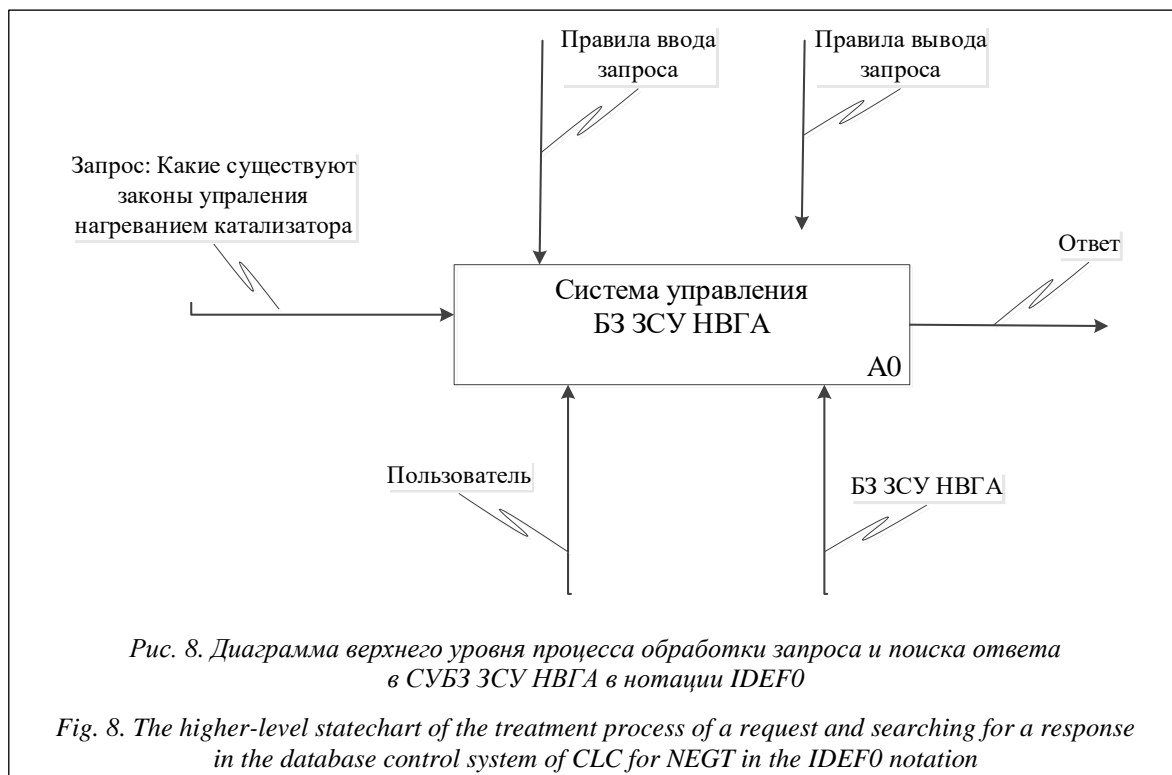 Правила ввода
запроса
Правила вывода
запроса
Запрос: Какие существуют
законы упраления
нагреванием катализатора
Ответ
Система управления
БЗ ЗСУ НВГА
A0
Пользователь
БЗ ЗСУ НВГА
Рис. 8. Диаграмма верхнего уровня процесса обработки запроса и поиска ответа
в СУБЗ ЗСУ НВГА в нотации IDEF0
Fig. 8. The higher-level statechart of the treatment process of a request and searching for a response
in the database control system of CLC for NEGT in the IDEF0 notation